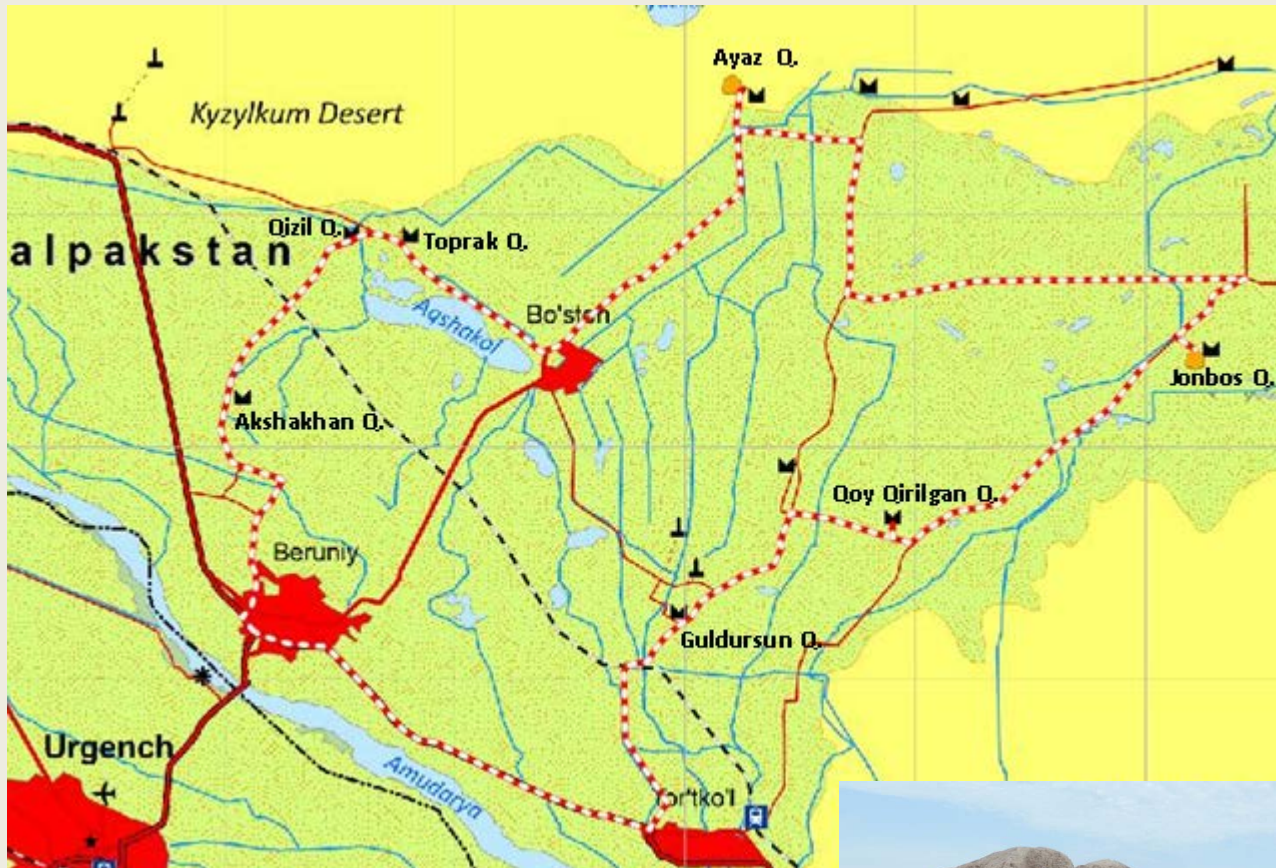 Ayaz Q.
Kyzylkum Desert
Qizil Q.
Toprak Q.
alpakstan
Aqshakol
Bo'ston
Jonbos Q.
Akshakhan Q.
Qoy Qirilgan Q.
Beruniy
Guldursun Q.
Urgench
Amudarya
To'rtko'l